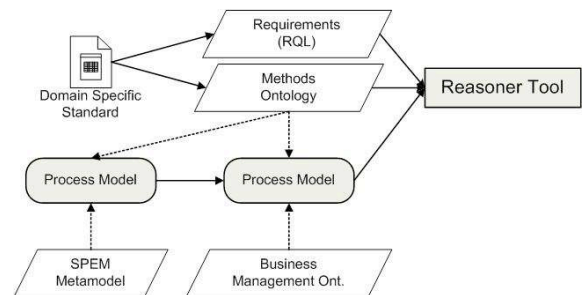 Requirements
(RQL)
Domain Specific
Standard
Methods
Ontology
Reasoner Tool
Process Model
Process Model
SPEM
Metamodel
Business
Management Ont.